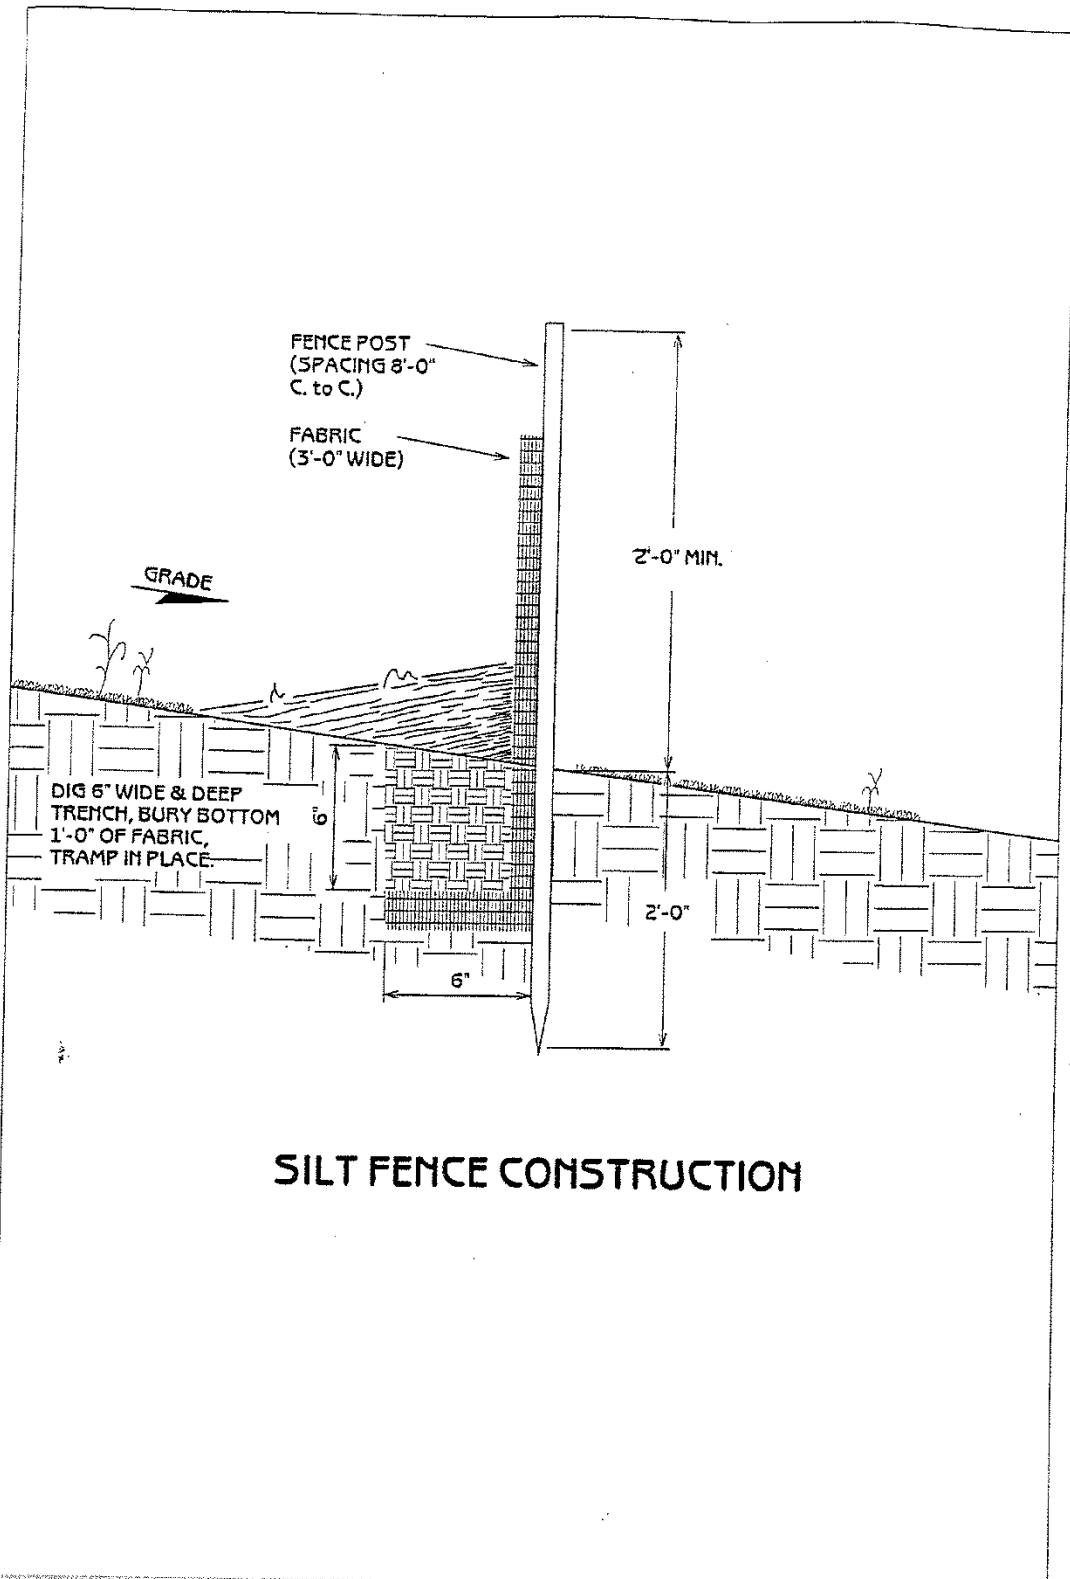 FENCE POST
(SPACING 8'-0"
C. to C.)
FABRIC
(3'-0" WIDE)
2'-0" MIN.
GRADE
DIG 6" WIDE & DEEP
TRENCH, BURY BOTTOM
1'-0" OF FABRIC,
TRAMP IN PLACE.
6"
2'-0"
6"
SILT FENCE CONSTRUCTION